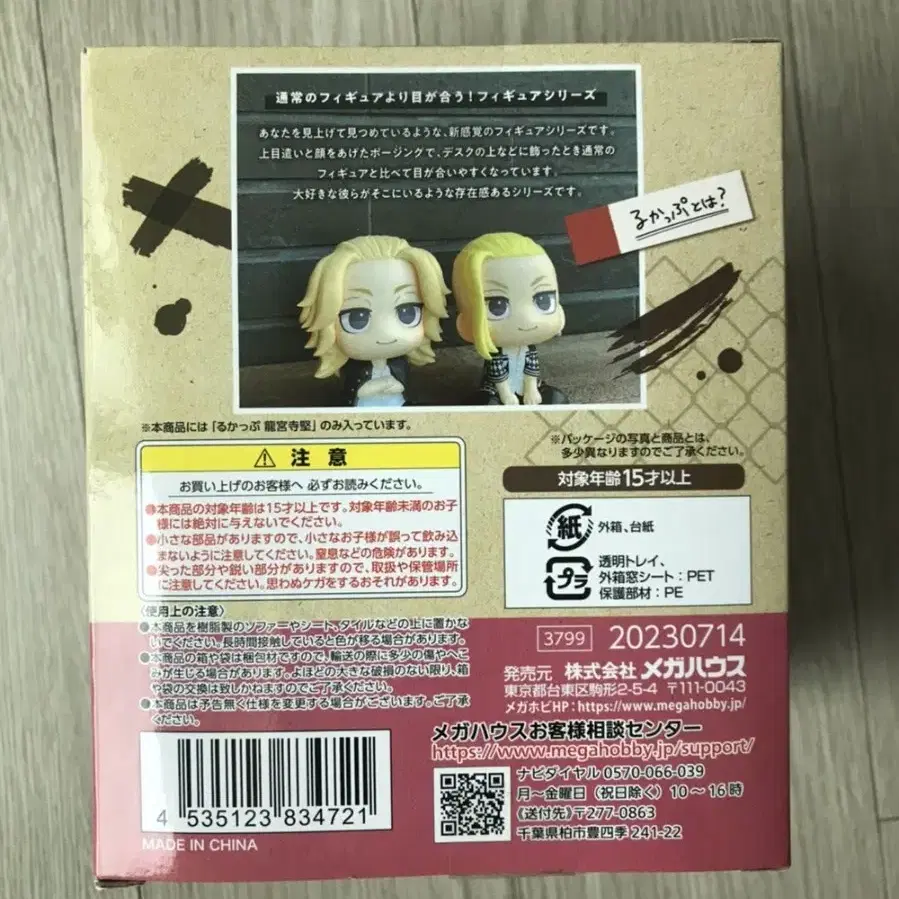 通常のフィギュアより目が合う!フィギュアシリーズ
あなたを見上げて見つめているような、新感覚のフィギュアシリーズです。
上目遣いと顔をあげたポージングで、デスクの上などに飾ったとき通常の
フィギュアと比べて目が合いやすくなっています。
大好きな彼らがそこにいるような存在感あるシリーズです。
るかっぷとは?
※本商品には「るかっぷ 龍宮寺堅」のみ入っています。
※パッケージの写真と商品とは、
多少異なりますのでご了承ください。
⚠ 注意
お買い上げのお客様へ 必ずお読みください。
●本商品の対象年齢は15才以上です。対象年齢未満のお子
様には絶対に与えないでください。
●小さな部品がありますので、小さなお子様が誤って飲み込
まないように注意してください。窒息などの危険があります。
●尖った部分や鋭い部分がありますので、取扱や保管場所
に注意してください。思わぬケガをするおそれがあります。
対象年齢15才以上
紙
外箱、台紙
プラ
透明トレイ、
外箱窓シート:PET
保護部材:PE
〈使用上の注意〉
●本商品を樹脂製のソファーやシート、タイルなどの上に置かな
いでください。長時間接触していると色が移る場合があります。
●本商品の箱や袋は梱包材ですので、輸送の際に多少の傷やへこ
みが生じる場合があります。よほどの大きな破損のない限り、箱
や袋の交換は致しかねますのでご了承ください。
●本商品は予告無く仕様を変更する場合がございます。ご了承
ください。
3799 20230714
発売元 株式会社メガハウス
東京都台東区駒形2-5-4 〒111-0043
メガホビHP:https://www.megahobby.jp/
メガハウスお客様相談センター
https://www.megahobby.jp/support/
ナビダイヤル 0570-066-039
月~金曜日(祝日除く)10~16時
《送付先》〒277-0863
千葉県柏市豊四季241-22
4 535123 834721
MADE IN CHINA